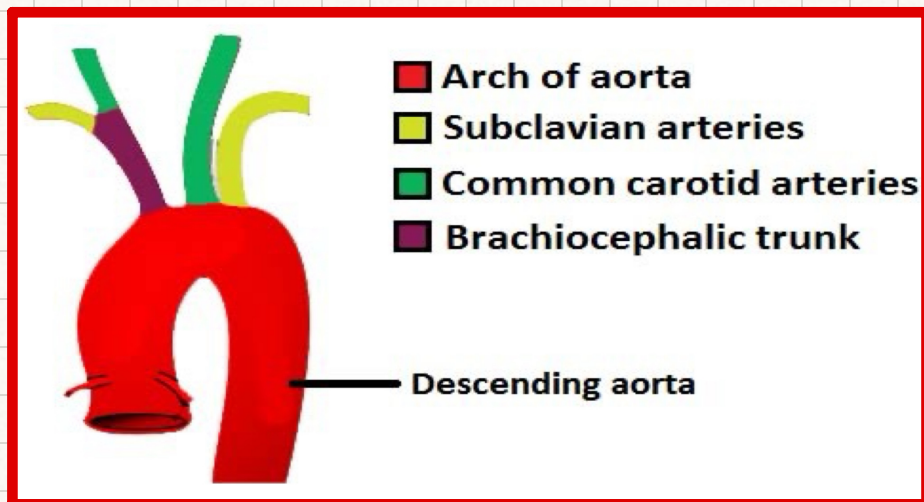 Arch of aorta
Subclavian arteries
Common carotid arteries
Brachiocephalic trunk
Descending aorta